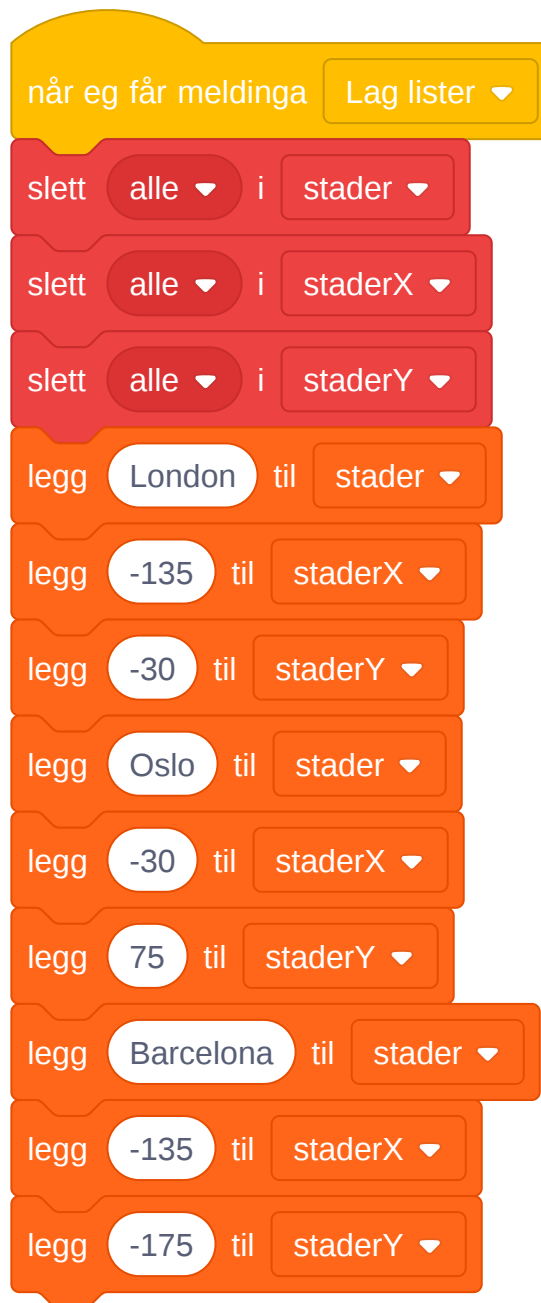 når eg får meldinga Lag lister
slett alle i stader
slett alle i staderX
slett alle i staderY
legg London til stader
legg -135 til staderX
legg -30 til staderY
legg Oslo til stader
legg -30 til staderX
legg 75 til staderY
legg Barcelona til stader
legg -135 til staderX
legg -175 til staderY